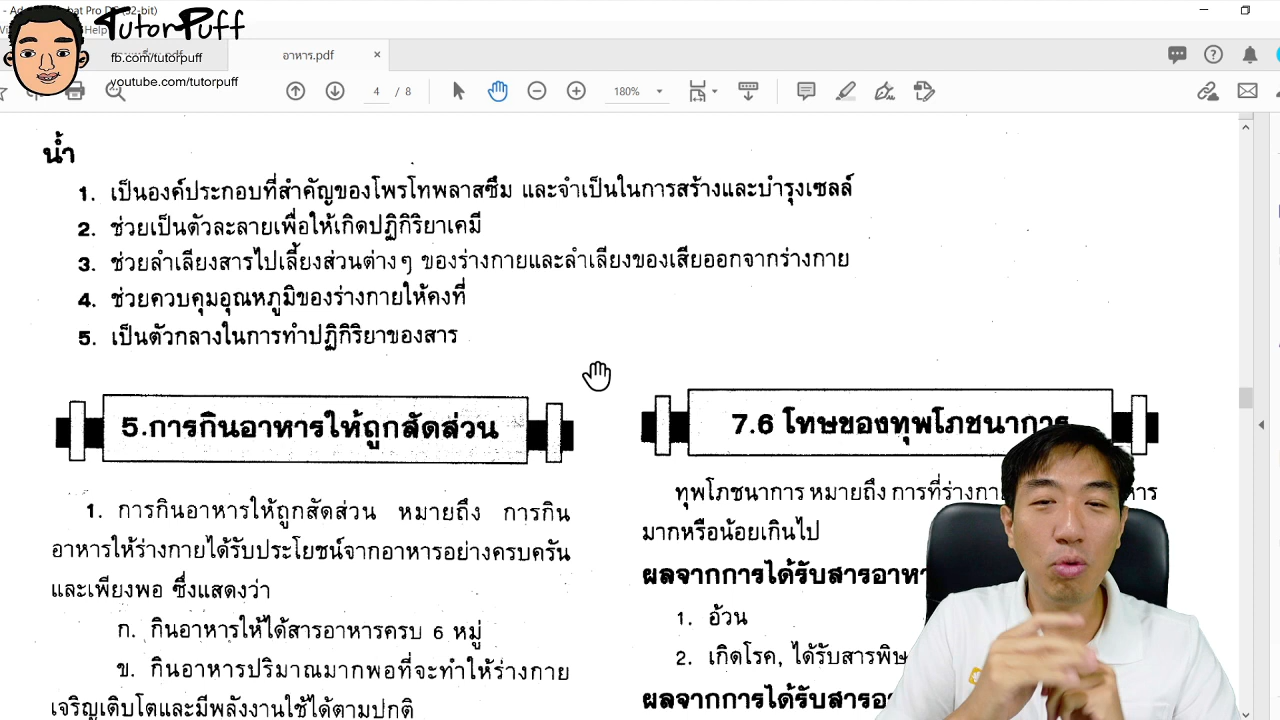 - Ado bat Pro D (32-bit)
TutorPuff
Help
fb.com/tutorpuff
อาหาร.pdf
youtube.com/tutorpuff
4 / 8
180%
น้ำ
1. เป็นองค์ประกอบที่สำคัญของโพรโทพลาสซึม และจำเป็นในการสร้างและบำรุงเซลล์
2. ช่วยเป็นตัวละลายเพื่อให้เกิดปฏิกิริยาเคมี
3. ช่วยลำเลียงสารไปเลี้ยงส่วนต่างๆ ของร่างกายและลำเลียงของเสียออกจากร่างกาย
4. ช่วยควบคุมอุณหภูมิของร่างกายให้คงที่
5. เป็นตัวกลางในการทำปฏิกิริยาของสาร
5.การกินอาหารให้ถูกสัดส่วน
1. การกินอาหารให้ถูกสัดส่วน หมายถึง การกิน
อาหารให้ร่างกายได้รับประโยชน์จากอาหารอย่างครบครัน
และเพียงพอ ซึ่งแสดงว่า
ก. กินอาหารให้ได้สารอาหารครบ 6 หมู่
ข. กินอาหารปริมาณมากพอที่จะทำให้ร่างกาย
เจริญเติบโตและมีพลังงานใช้ได้ตามปกติ
7.6 โทษของทุพโภชนาการ
ทุพโภชนาการ หมายถึง การที่ร่างกา หาร
มากหรือน้อยเกินไป
ผลจากการได้รับสารอาหา
1. อ้วน
2. เกิดโรค, ได้รับสารพิษ
ผลจากการได้รับสารอา